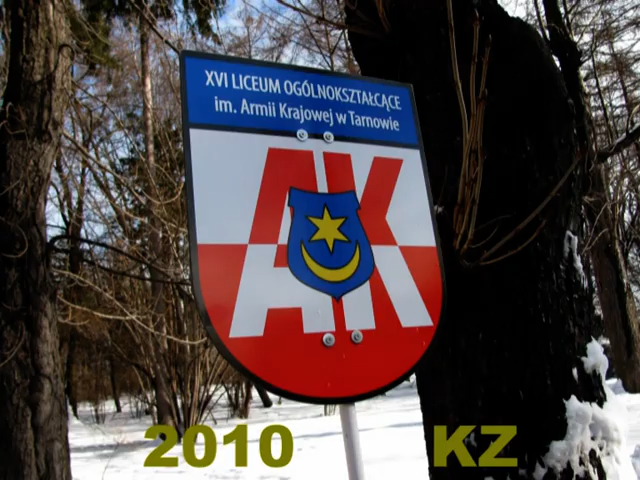 XVI LICEUM OGÓLNOKSZTAŁCĄCE
im. Armii Krajowej w Tarnowie
AK
2010 KZ